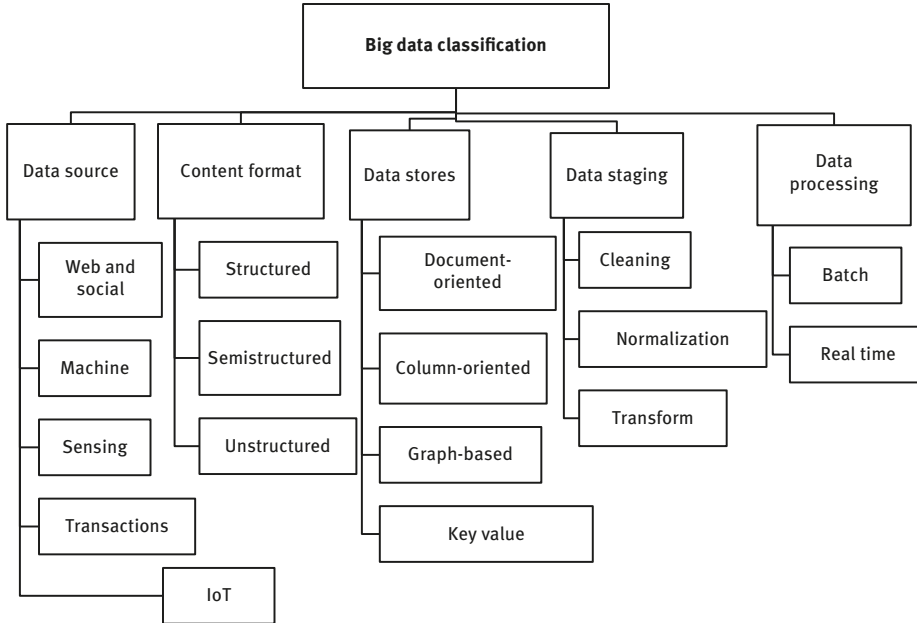 Big data classification
Data source
Content format
Data stores
Data staging
Data
processing
Web and
social
Machine
Sensing
Transactions
IoT
Structured
Semistructured
Unstructured
Document-
oriented
Column-oriented
Graph-based
Key value
Cleaning
Normalization
Transform
Batch
Real time